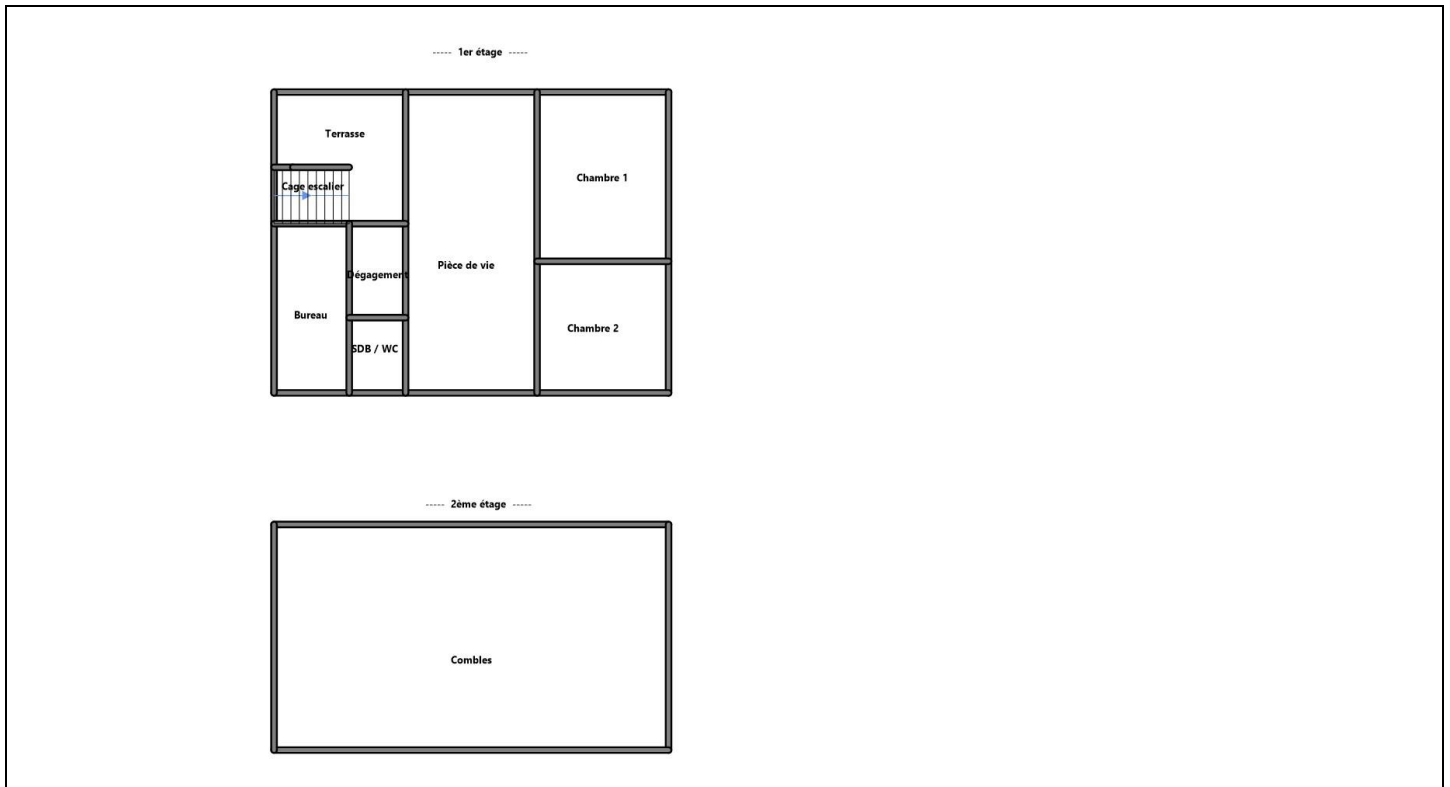 ----- 1er étage -----
Terrasse
Chambre 1
Cage escalier
Pièce de vie
Dégagement
Bureau
Chambre 2
SDB / WC
----- 2ème étage -----
Combles